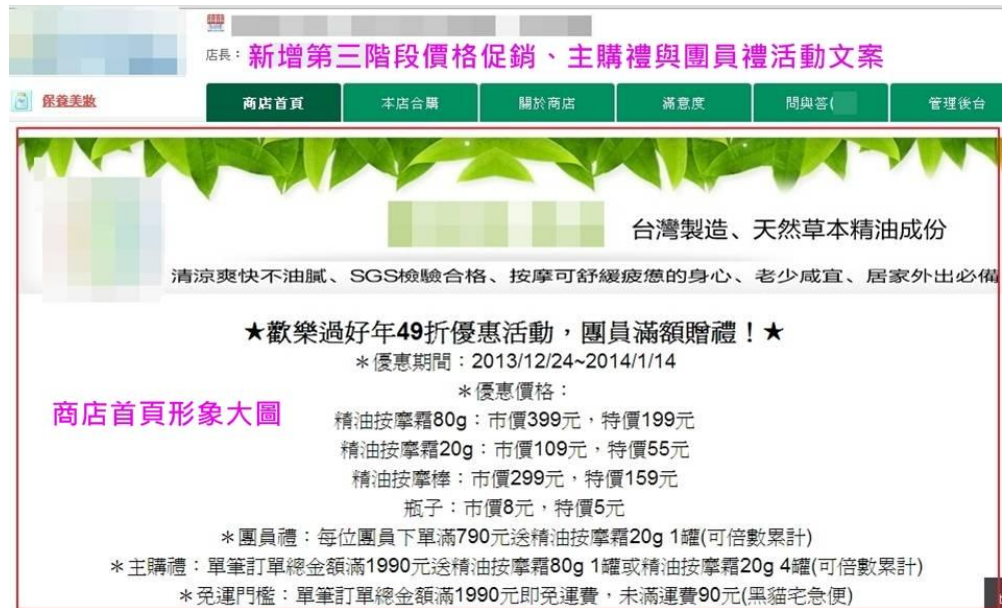 店長：新增第三階段價格促銷、主購禮與團員禮活動文案
保養美妝
商店首頁
本店合購
關於商店
滿意度
問與答(
管理後台
台灣製造、天然草本精油成份
清涼爽快不油膩、SGS檢驗合格、按摩可舒緩疲憊的身心、老少咸宜、居家外出必備
★歡樂過好年49折優惠活動，團員滿額贈禮！★
＊優惠期間：2013/12/24~2014/1/14
＊優惠價格：
商店首頁形象大圖
精油按摩霜80g：市價399元，特價199元
精油按摩霜20g：市價109元，特價55元
精油按摩棒：市價299元，特價159元
瓶子：市價8元，特價5元
＊團員禮：每位團員下單滿790元送精油按摩霜20g 1罐(可倍數累計)
＊主購禮：單筆訂單總金額滿1990元送精油按摩霜80g 1罐或精油按摩霜20g 4罐(可倍數累計)
＊免運門檻：單筆訂單總金額滿1990元即免運費，未滿運費90元(黑貓宅急便)